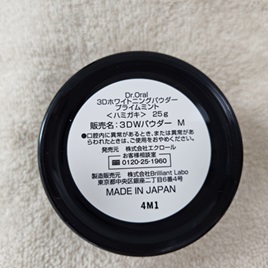 Dr.Oral
3Dホワイトニングパウダー
プライムミント
＜ハミガキ＞ 25g
販売名：3DWパウダー M
●口腔内に異常があるとき、または異常があ
らわれたときは、ご使用をおやめください。
発売元 株式会社エクロール
お客様相談室
0120-25-1960
製造販売元 株式会社Brilliant Labo
東京都中央区銀座二丁目6番4号
MADE IN JAPAN
4M1